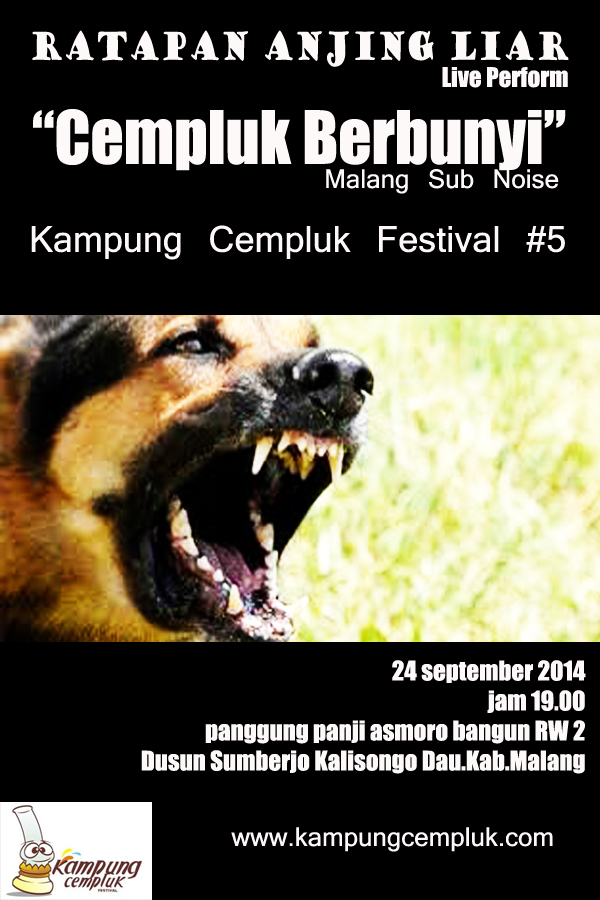 RATAPAN ANJING LIAR
Live Perform
“Cempluk Berbunyi”
Malang Sub Noise
Kampung Cempluk Festival #5
24 september 2014
jam 19.00
panggung panji asmoro bangun RW 2
Dusun Sumberjo Kalisongo Dau.Kab.Malang
Kampung
cempluk
FESTIVAL
www.kampungcempluk.com